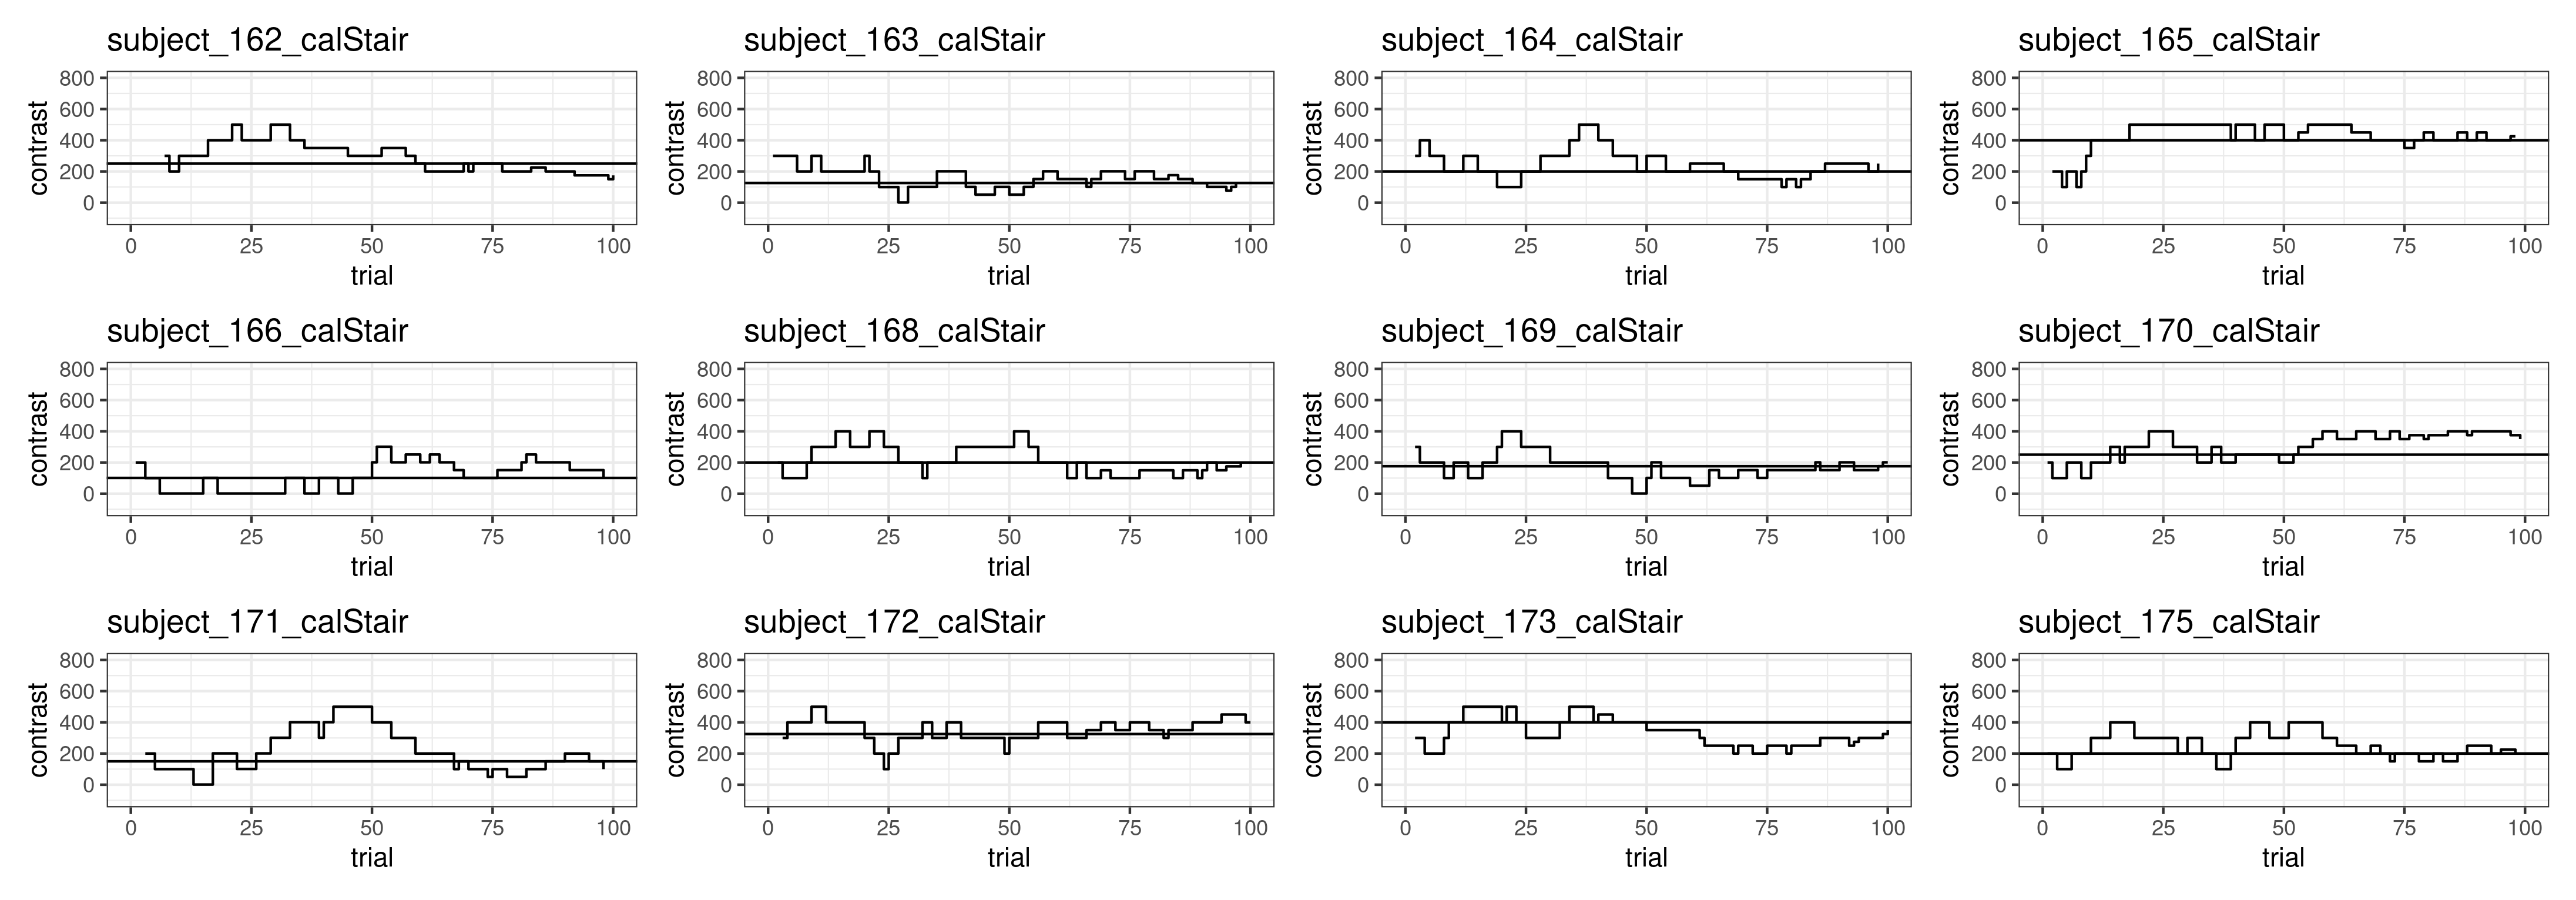 subject_162_calStair
subject_163_calStair
subject_164_calStair
subject_165_calStair
contrast
800
600
400
200
0
0 25 50 75 100
trial
contrast
800
600
400
200
0
0 25 50 75 100
trial
contrast
800
600
400
200
0
0 25 50 75 100
trial
contrast
800
600
400
200
0
0 25 50 75 100
trial
subject_166_calStair
subject_168_calStair
subject_169_calStair
subject_170_calStair
contrast
800
600
400
200
0
0 25 50 75 100
trial
contrast
800
600
400
200
0
0 25 50 75 100
trial
contrast
800
600
400
200
0
0 25 50 75 100
trial
contrast
800
600
400
200
0
0 25 50 75 100
trial
subject_171_calStair
subject_172_calStair
subject_173_calStair
subject_175_calStair
contrast
800
600
400
200
0
0 25 50 75 100
trial
contrast
800
600
400
200
0
0 25 50 75 100
trial
contrast
800
600
400
200
0
0 25 50 75 100
trial
contrast
800
600
400
200
0
0 25 50 75 100
trial